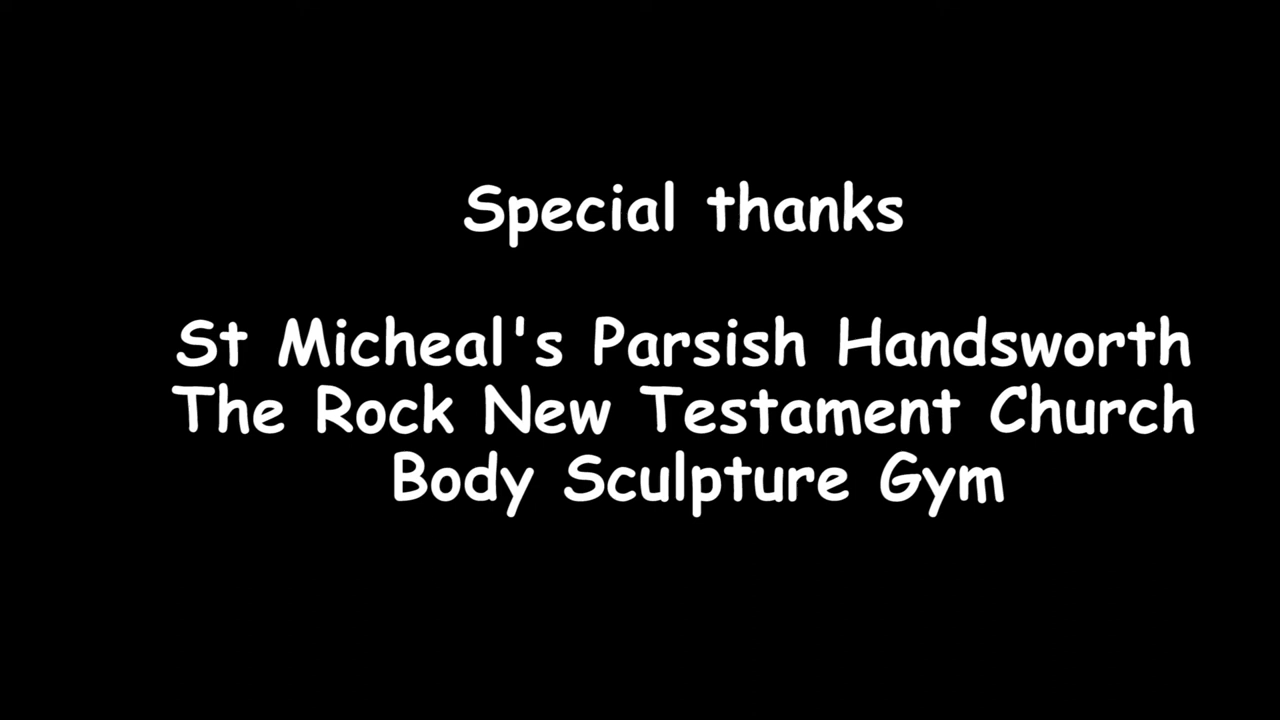 Special thanks
St Micheal's Parsish Handsworth
The Rock New Testament Church
Body Sculpture Gym